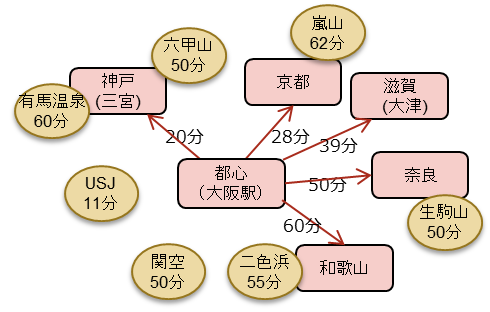 嵐山
62分
六甲山
50分
神戸
(三宮)
京都
滋賀
(大津)
有馬温泉
60分
20分
28分
39分
都心
（大阪駅）
50分
奈良
USJ
11分
60分
生駒山
50分
関空
50分
二色浜
55分
和歌山